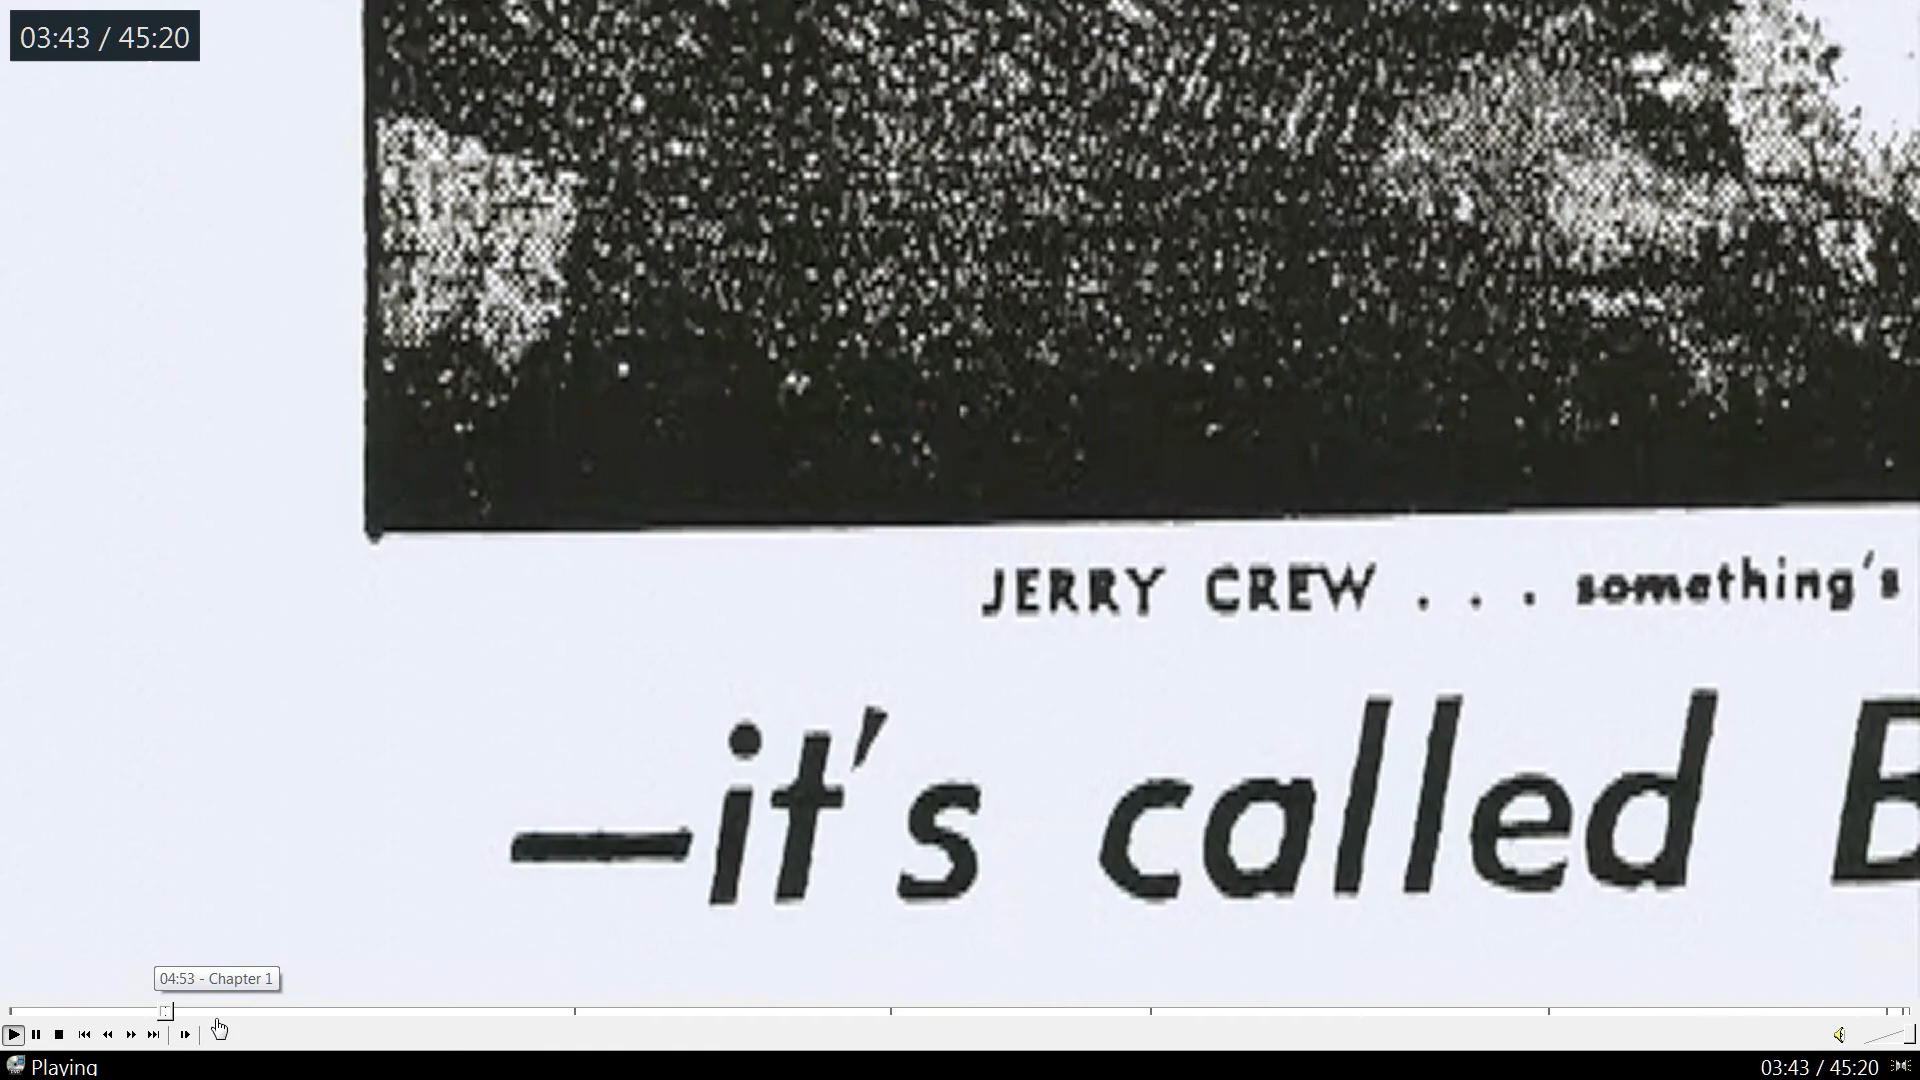 03:43 / 45:20
JERRY CREW . . . something's
—it's called B
04:53 - Chapter 1
Playing
03:43 / 45:20